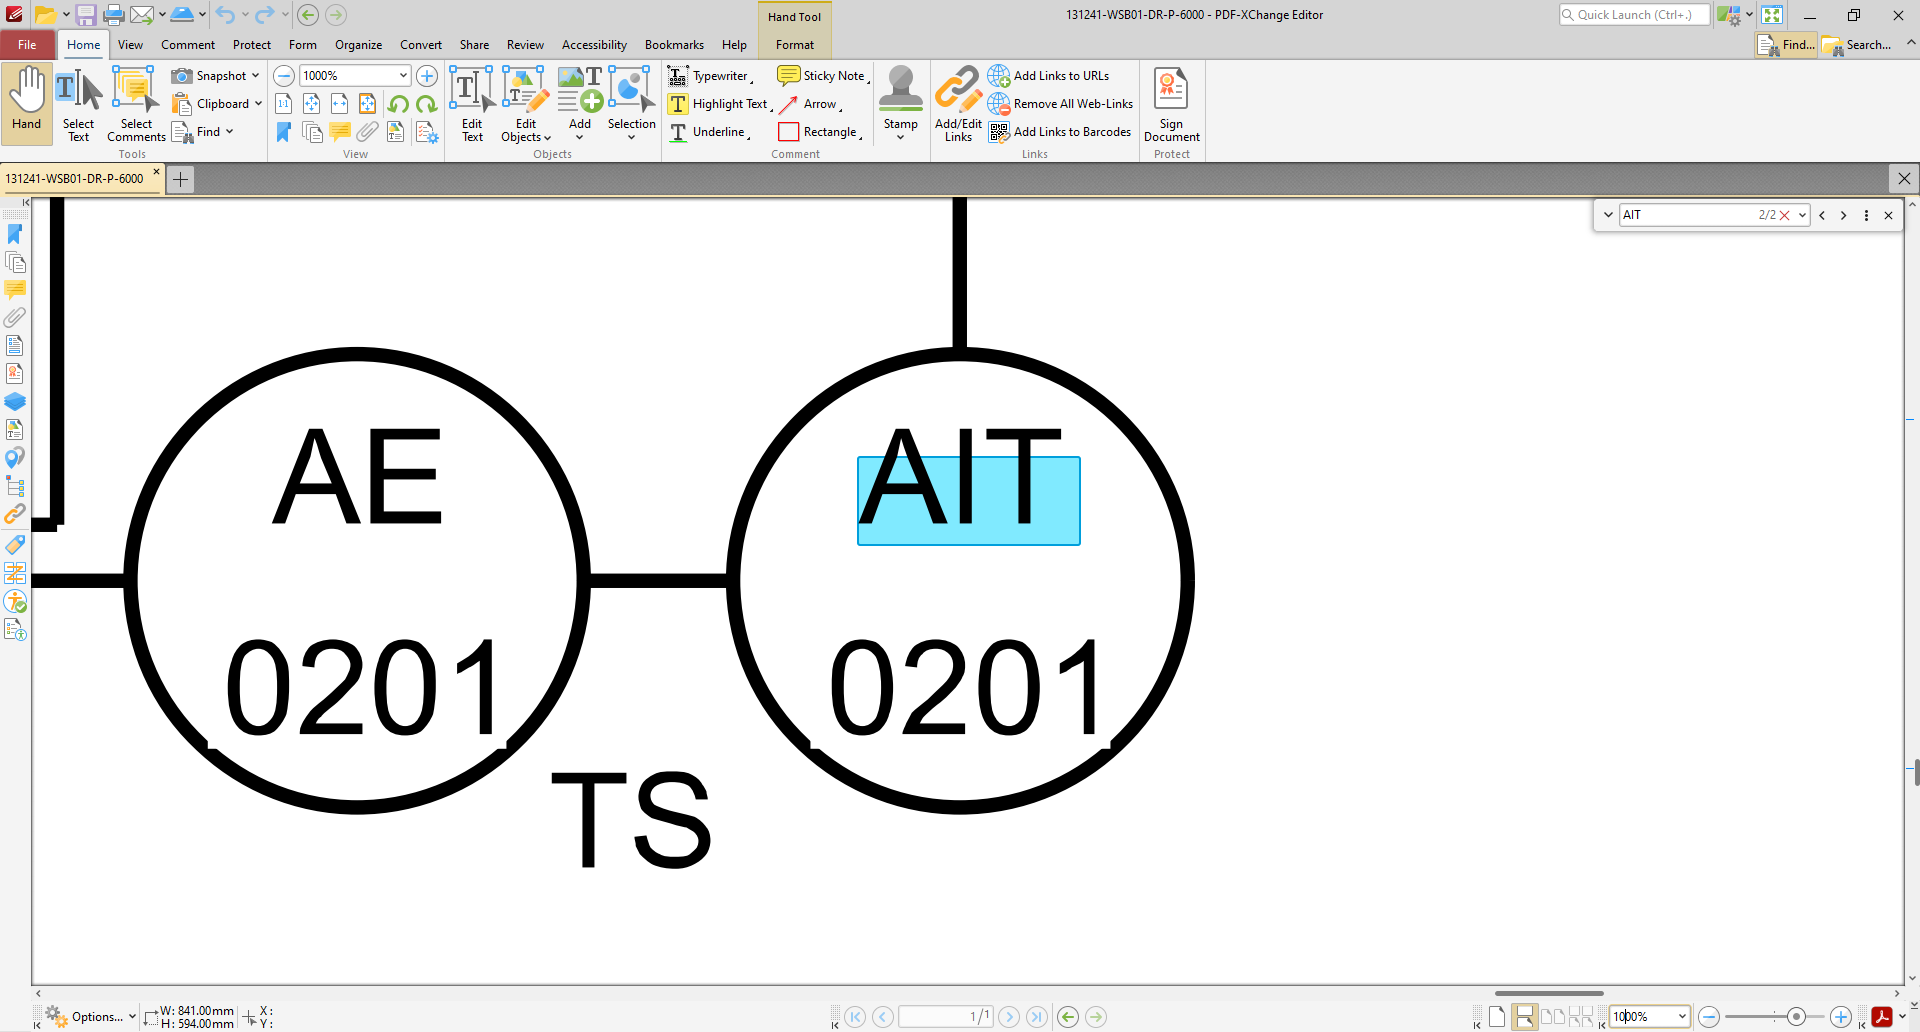 Hand Tool
131241-WSB01-DR-P-6000 - PDF-XChange Editor
Quick Launch (Ctrl+.)
File
Home
View
Comment
Protect
Form
Organize
Convert
Share
Review
Accessibility
Bookmarks
Help
Format
Find...
Search...
Hand
Select
Text
Select
Comments
Snapshot
Clipboard
Find
Tools
1000%
1:1
View
Edit
Text
Edit
Objects
Add
Selection
Objects
Typewriter
Highlight Text
Underline
Sticky Note
Arrow
Rectangle
Stamp
Comment
Add/Edit
Links
Add Links to URLs
Remove All Web-Links
Add Links to Barcodes
Links
Sign
Document
Protect
131241-WSB01-DR-P-6000
AIT 2/2
AE
0201
AIT
0201
TS
Options...
W: 841.00mm
H: 594.00mm
X:
Y:
1/1
1000%